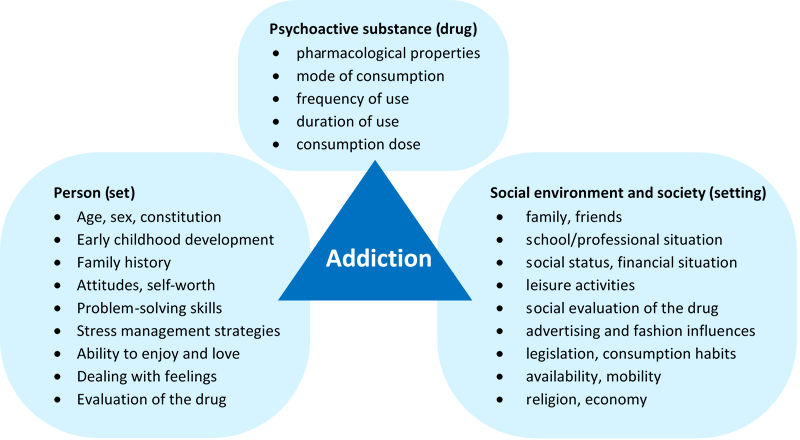 Psychoactive substance (drug)
• pharmacological properties
• mode of consumption
• frequency of use
• duration of use
• consumption dose
Person (set)
• Age, sex, constitution
• Early childhood development
• Family history
• Attitudes, self-worth
• Problem-solving skills
• Stress management strategies
• Ability to enjoy and love
• Dealing with feelings
• Evaluation of the drug
Addiction
Social environment and society (setting)
• family, friends
• school/professional situation
• social status, financial situation
• leisure activities
• social evaluation of the drug
• advertising and fashion influences
• legislation, consumption habits
• availability, mobility
• religion, economy